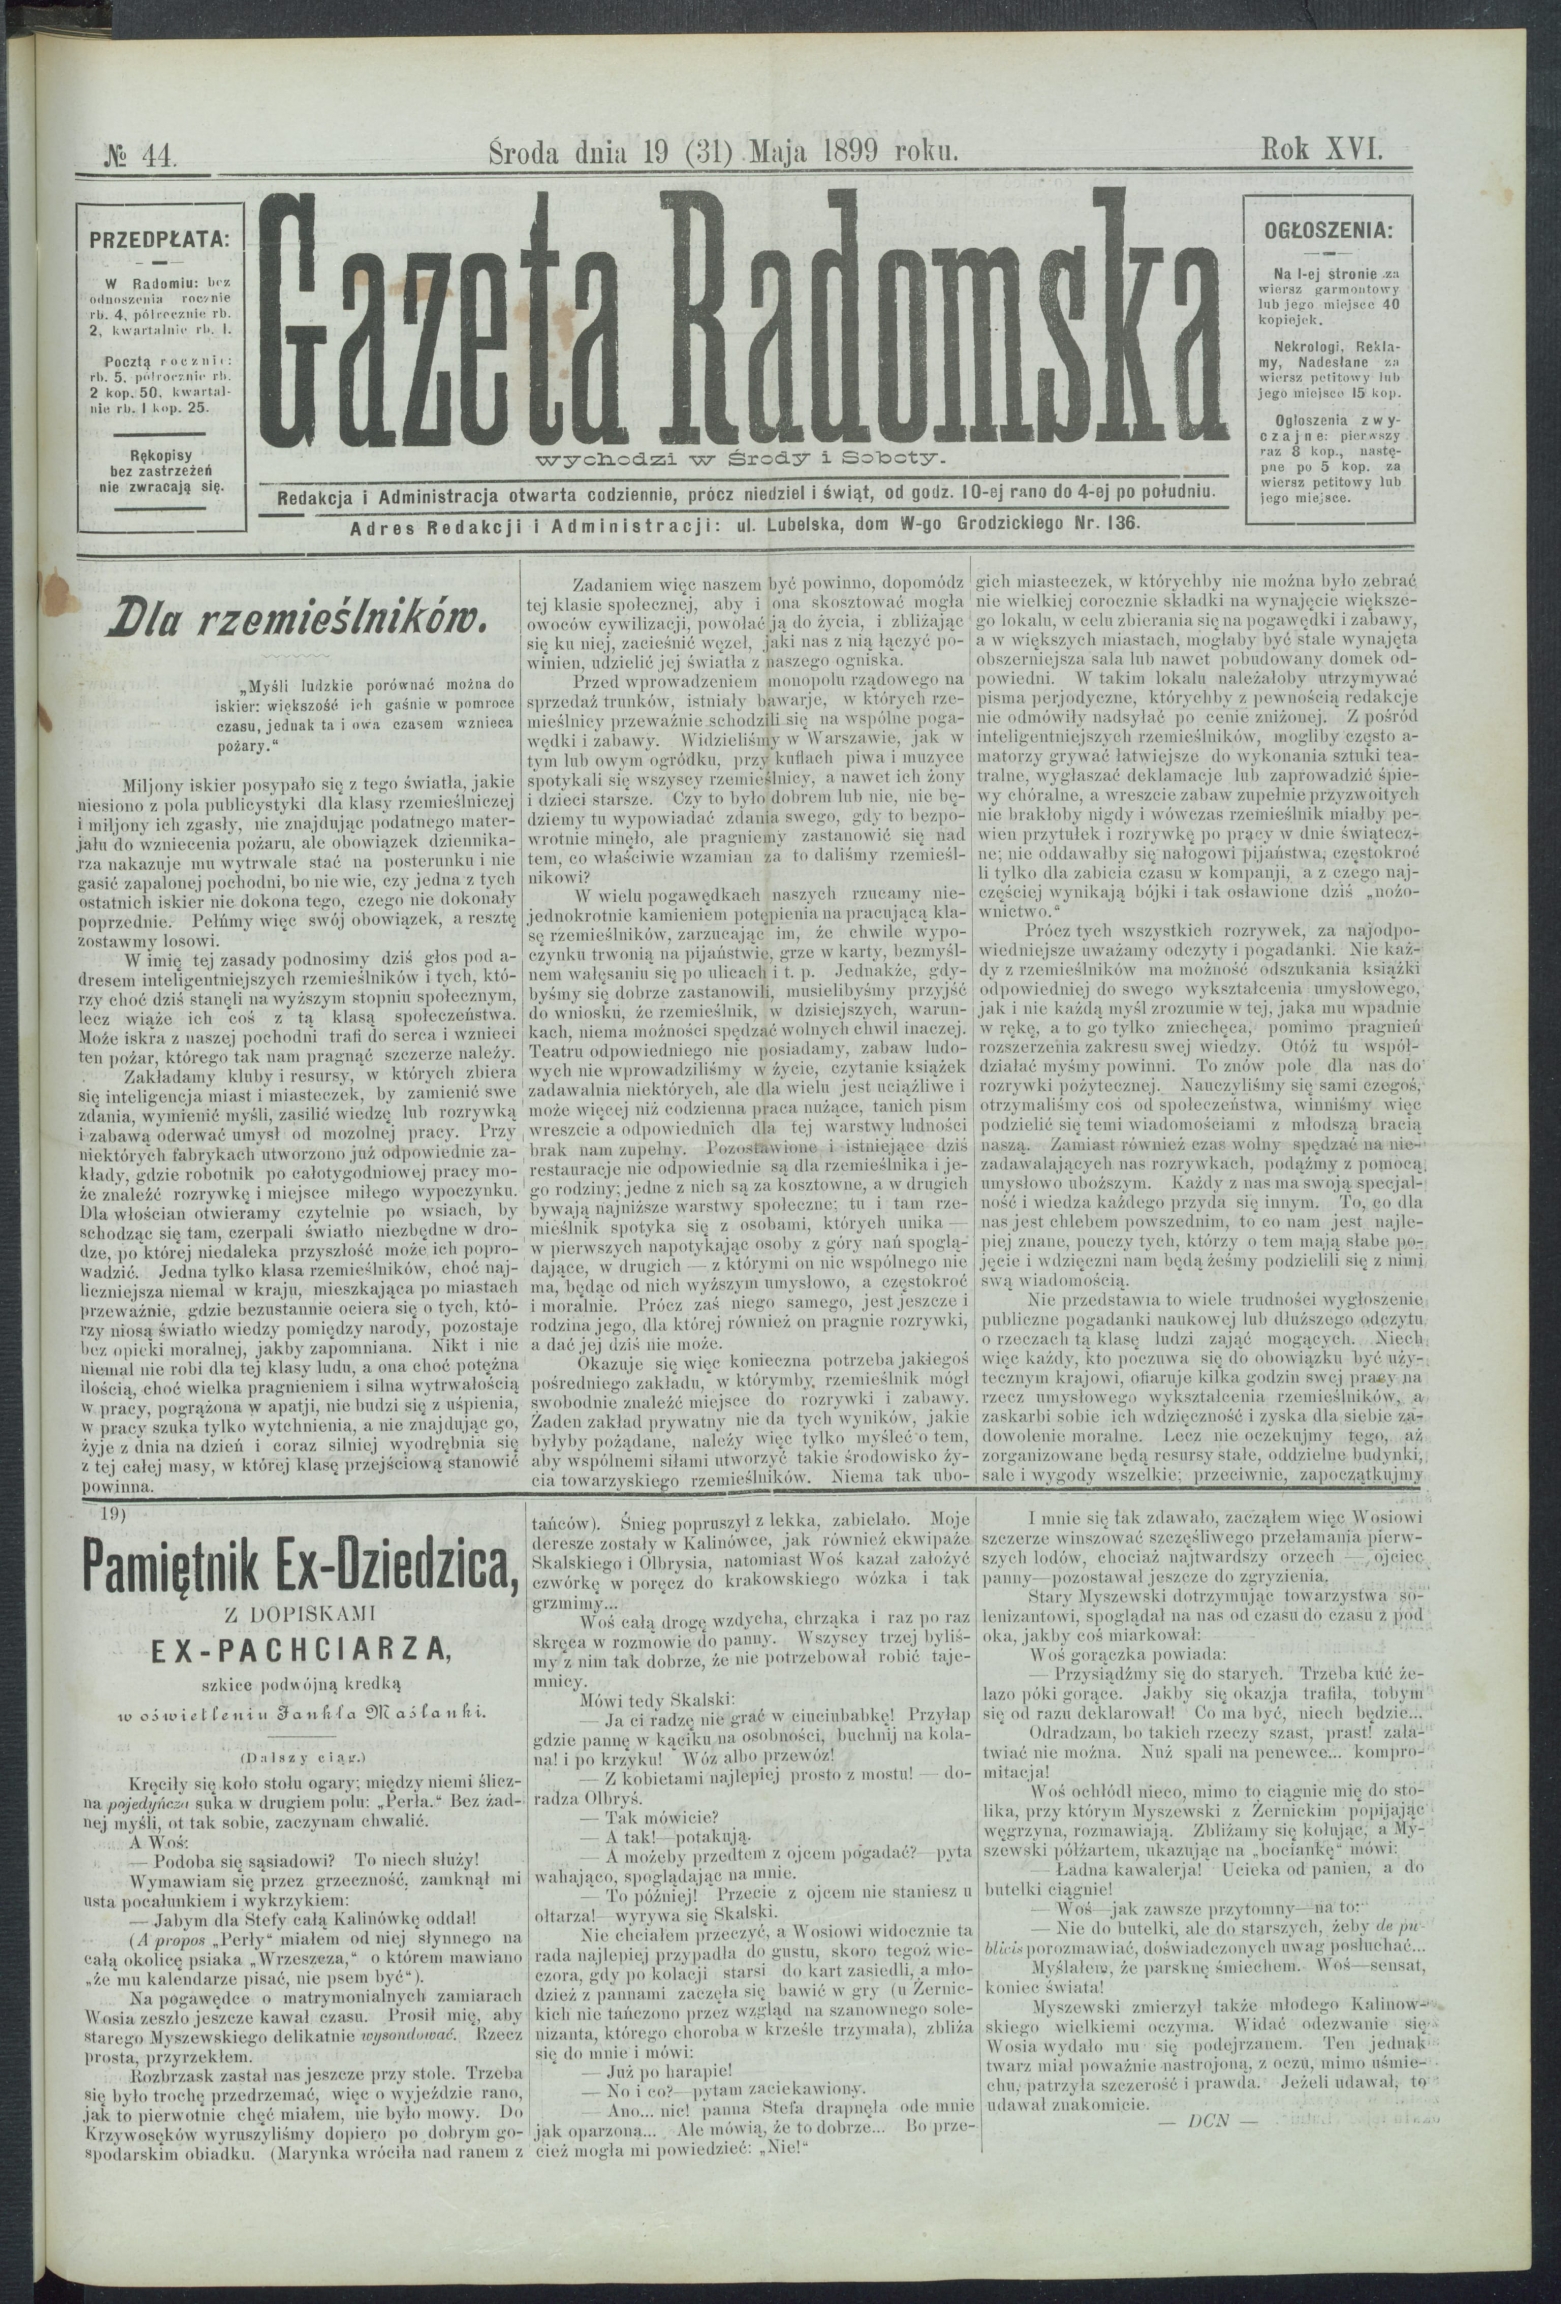 № 44.
Środa dnia 19 (31) Maja 1899 roku.
Rok XVI.
PRZEDPŁATA:
W Radomiu: bez
odnoszenia rocznie
rb. 4, półrocznie rb.
2, kwartalnie rb. 1.
Pocztą rocznie:
rb. 5, półrocznie rb.
2 kop. 50, kwartal-
nie rb. 1 kop. 25.
Rękopisy
bez zastrzeżeń
nie zwracają się.
Gazeta Radomska
wychodzi w Środy i Soboty.
Redakcja i Administracja otwarta codziennie, prócz niedziel i świąt, od godz. 10-ej rano do 4-ej po południu.
Adres Redakcji i Administracji: ul. Lubelska, dom W-go Grodzickiego Nr. 136.
OGŁOSZENIA:
Na I-ej stronie za
wiersz garmontowy
lub jego miejsce 40
kopiejek.
Nekrologi, Rekla-
my, Nadesłane za
wiersz petitowy lub
jego miejsce 15 kop.
Ogłoszenia zwy-
czajne: pierwszy
raz 8 kop., nastę-
pne po 5 kop. za
wiersz petitowy lub
jego miejsce.
Dla rzemieślników.
„Myśli ludzkie porównać można do
iskier: większość ich gaśnie w pomroce
czasu, jednak ta i owa czasem wznieca
pożary.“
Miljony iskier posypało się z tego światła, jakie
niesiono z pola publicystyki dla klasy rzemieślniczej
i miljony ich zgasły, nie znajdując podatnego mater-
jału do wzniecenia pożaru, ale obowiązek dziennika-
rza nakazuje mu wytrwale stać na posterunku i nie
gasić zapalonej pochodni, bo nie wie, czy jedna z tych
ostatnich iskier nie dokona tego, czego nie dokonały
poprzednie. Pełńmy więc swój obowiązek, a resztę
zostawmy losowi.
W imię tej zasady podnosimy dziś głos pod a-
dresem inteligentniejszych rzemieślników i tych, któ-
rzy choć dziś stanęli na wyższym stopniu społecznym,
lecz wiąże ich coś z tą klasą społeczeństwa.
Może iskra z naszej pochodni trafi do serca i wznieci
ten pożar, którego tak nam pragnąć szczerze należy.
Zakładamy kluby i resursy, w których zbiera
się inteligencja miast i miasteczek, by zamienić swe
zdania, wymienić myśli, zasilić wiedzę lub rozrywką
i zabawą oderwać umysł od mozolnej pracy. Przy
niektórych fabrykach utworzono już odpowiednie za-
kłady, gdzie robotnik po całotygodniowej pracy mo-
że znaleźć rozrywkę i miejsce miłego wypoczynku.
Dla włościan otwieramy czytelnie po wsiach, by
schodząc się tam, czerpali światło niezbędne w dro-
dze, po której niedaleka przyszłość może ich popro-
wadzić. Jedna tylko klasa rzemieślników, choć naj-
liczniejsza niemal w kraju, mieszkająca po miastach
przeważnie, gdzie bezustannie ociera się o tych, któ-
rzy niosą światło wiedzy pomiędzy narody, pozostaje
bez opieki moralnej, jakby zapomniana. Nikt i nic
niemal nie robi dla tej klasy ludu, a ona choć potężna
ilością, choć wielka pragnieniem i silna wytrwałością
w pracy, pogrążona w apatji, nie budzi się z uśpienia,
w pracy szuka tylko wytchnienia, a nie znajdując go,
żyje z dnia na dzień i coraz silniej wyodrębnia się
z tej całej masy, w której klasę przejściową stanowić
powinna.
Zadaniem więc naszem być powinno, dopomódz
tej klasie społecznej, aby i ona skosztować mogła
owoców cywilizacji, powołać ją do życia, i zbliżając
się ku niej, zacieśnić węzeł, jaki nas z nią łączyć po-
winien, udzielić jej światła z naszego ogniska.
Przed wprowadzeniem monopolu rządowego na
sprzedaż trunków, istniały bawarje, w których rze-
mieślnicy przeważnie schodzili się na wspólne poga-
wędki i zabawy. Widzieliśmy w Warszawie, jak w
tym lub owym ogródku, przy kuflach piwa i muzyce
spotykali się wszyscy rzemieślnicy, a nawet ich żony
i dzieci starsze. Czy to było dobrem lub nie, nie bę-
dziemy tu wypowiadać zdania swego, gdy to bezpo-
wrotnie minęło, ale pragniemy zastanowić się nad
tem, co właściwie wzamian za to daliśmy rzemieśl-
nikowi?
W wielu pogawędkach naszych rzucamy nie-
jednokrotnie kamieniem potępienia na pracującą kla-
sę rzemieślników, zarzucając im, że chwile wypo-
czynku trwonią na pijaństwie, grze w karty, bezmyśl-
nem wałęsaniu się po ulicach i t. p. Jednakże, gdy-
byśmy się dobrze zastanowili, musielibyśmy przyjść
do wniosku, że rzemieślnik, w dzisiejszych, warun-
kach, niema możności spędzać wolnych chwil inaczej.
Teatru odpowiedniego nie posiadamy, zabaw ludo-
wych nie wprowadziliśmy w życie, czytanie książek
zadawalnia niektórych, ale dla wielu jest uciążliwe i
może więcej niż codzienna praca nużące, tanich pism
wreszcie a odpowiednich dla tej warstwy ludności
brak nam zupełny. Pozostawione i istniejące dziś
restauracje nie odpowiednie są dla rzemieślnika i je-
go rodziny; jedne z nich są za kosztowne, a w drugich
bywają najniższe warstwy społeczne; tu i tam rze-
mieślnik spotyka się z osobami, których unika —
w pierwszych napotykając osoby z góry nań spoglą-
dające, w drugich — z którymi on nic wspólnego nie
ma, będąc od nich wyższym umysłowo, a częstokroć
i moralnie. Prócz zaś niego samego, jest jeszcze i
rodzina jego, dla której również on pragnie rozrywki,
a dać jej dziś nie może.
Okazuje się więc konieczna potrzeba jakiegoś
pośredniego zakładu, w którymby rzemieślnik mógł
swobodnie znaleźć miejsce do rozrywki i zabawy.
Żaden zakład prywatny nie da tych wyników, jakie
byłyby pożądane, należy więc tylko myśleć o tem,
aby wspólnemi siłami utworzyć takie środowisko ży-
cia towarzyskiego rzemieślników. Niema tak ubo-
gich miasteczek, w którychby nie można było zebrać
nie wielkiej corocznie składki na wynajęcie większe-
go lokalu, w celu zbierania się na pogawędki i zabawy,
a w większych miastach, mogłaby być stale wynajęta
obszerniejsza sala lub nawet pobudowany domek od-
powiedni. W takim lokalu należałoby utrzymywać
pisma perjodyczne, którychby z pewnością redakcje
nie odmówiły nadsyłać po cenie zniżonej. Z pośród
inteligentniejszych rzemieślników, mogliby często a-
matorzy grywać łatwiejsze do wykonania sztuki tea-
tralne, wygłaszać deklamacje lub zaprowadzić śpie-
wy chóralne, a wreszcie zabaw zupełnie przyzwoitych
nie brakłoby nigdy i wówczas rzemieślnik miałby pe-
wien przytułek i rozrywkę po pracy w dnie świątecz-
ne; nie oddawałby się nałogowi pijaństwa, częstokroć
li tylko dla zabicia czasu w kompanji, a z czego naj-
częściej wynikają bójki i tak osławione dziś „nożo-
wnictwo.“
Prócz tych wszystkich rozrywek, za najodpo-
wiedniejsze uważamy odczyty i pogadanki. Nie każ-
dy z rzemieślników ma możność odszukania książki
odpowiedniej do swego wykształcenia umysłowego,
jak i nie każdą myśl zrozumie w tej, jaka mu wpadnie
w rękę, a to go tylko zniechęca, pomimo pragnień
rozszerzenia zakresu swej wiedzy. Otóż tu współ-
działać myśmy powinni. To znów pole dla nas do
rozrywki pożytecznej. Nauczyliśmy się sami czegoś,
otrzymaliśmy coś od społeczeństwa, winniśmy więc
podzielić się temi wiadomościami z młodszą bracią
naszą. Zamiast również czas wolny spędzać na nie-
zadawalających nas rozrywkach, podążmy z pomocą
umysłowo uboższym. Każdy z nas ma swoją specjal-
ność i wiedza każdego przyda się innym. To, co dla
nas jest chlebem powszednim, to co nam jest najle-
piej znane, pouczy tych, którzy o tem mają słabe po-
jęcie i wdzięczni nam będą żeśmy podzielili się z nimi
swą wiadomością.
Nie przedstawia to wiele trudności wygłoszenie
publiczne pogadanki naukowej lub dłuższego odczytu
o rzeczach tą klasę ludzi zająć mogących. Niech
więc każdy, kto poczuwa się do obowiązku być uży-
tecznym krajowi, ofiaruje kilka godzin swej pracy na
rzecz umysłowego wykształcenia rzemieślników, a
zaskarbi sobie ich wdzięczność i zyska dla siebie za-
dowolenie moralne. Lecz nie oczekujmy tego, aż
zorganizowane będą resursy stałe, oddzielne budynki,
sale i wygody wszelkie; przeciwnie, zapoczątkujmy
19)
Pamiętnik Ex-Dziedzica,
Z DOPISKAMI
EX-PACHCIARZA,
szkice podwójną kredką
w oświetleniu Jankla Maślanki.
(Dalszy ciąg.)
Kręciły się koło stołu ogary; między niemi ślicz-
na pojedyńcza suka w drugiem polu: „Perła.“ Bez żad-
nej myśli, ot tak sobie, zaczynam chwalić.
A Woś:
— Podoba się sąsiadowi? To niech służy!
Wymawiam się przez grzeczność, zamknął mi
usta pocałunkiem i wykrzykiem:
— Jabym dla Stefy całą Kalinówkę oddał!
(A propos „Perły“ miałem od niej słynnego na
całą okolicę psiaka „Wrzeszcza,“ o którem mawiano
„że mu kalendarze pisać, nie psem być“).
Na pogawędce o matrymonialnych zamiarach
Wosia zeszło jeszcze kawał czasu. Prosił mię, aby
starego Myszewskiego delikatnie wysondować. Rzecz
prosta, przyrzekłem.
Rozbrzask zastał nas jeszcze przy stole. Trzeba
się było trochę przedrzemać, więc o wyjeździe rano,
jak to pierwotnie chęć miałem, nie było mowy. Do
Krzywosęków wyruszyliśmy dopiero po dobrym go-
spodarskim obiadku. (Marynka wróciła nad ranem z
tańców). Śnieg popruszył z lekka, zabielało. Moje
deresze zostały w Kalinówce, jak również ekwipaże
Skalskiego i Olbrysia, natomiast Woś kazał założyć
czwórkę w poręcz do krakowskiego wózka i tak
grzmimy...
Woś całą drogę wzdycha, chrząka i raz po raz
skręca w rozmowie do panny. Wszyscy trzej byliś-
my z nim tak dobrze, że nie potrzebował robić taje-
mnicy.
Mówi tedy Skalski:
— Ja ci radzę nie grać w ciuciubabkę! Przyłap
gdzie pannę w kąciku na osobności, buchnij na kola-
na! i po krzyku! Wóz albo przewóz!
— Z kobietami najlepiej prosto z mostu! — do-
radza Olbryś.
— Tak mówicie?
— A tak!—potakują.
— A możeby przedtem z ojcem pogadać?—pyta
wahająco, spoglądając na mnie.
— To później! Przecie z ojcem nie staniesz u
ołtarza!—wyrywa się Skalski.
Nie chciałem przeczyć, a Wosiowi widocznie ta
rada najlepiej przypadła do gustu, skoro tegoż wie-
czora, gdy po kolacji starsi do kart zasiedli, a mło-
dzież z pannami zaczęła się bawić w gry (u Żernic-
kich nie tańczono przez wzgląd na szanownego sole-
nizanta, którego choroba w krześle trzymała), zbliża
się do mnie i mówi:
— Już po harapie!
— No i co?—pytam zaciekawiony.
— Ano... nic! panna Stefa drapnęła ode mnie
jak oparzona... Ale mówią, że to dobrze... Bo prze-
cież mogła mi powiedzieć: „Nie!“
I mnie się tak zdawało, zacząłem więc Wosiowi
szczerze winszować szczęśliwego przełamania pierw-
szych lodów, chociaż najtwardszy orzech — ojciec
panny—pozostawał jeszcze do zgryzienia.
Stary Myszewski dotrzymując towarzystwa so-
lenizantowi, spoglądał na nas od czasu do czasu z pod
oka, jakby coś miarkował:
Woś gorączka powiada:
— Przysiądźmy się do starych. Trzeba kuć że-
lazo póki gorące. Jakby się okazja trafiła, tobym
się od razu deklarował! Co ma być, niech będzie...
Odradzam, bo takich rzeczy szast, prast! zała-
twiać nie można. Nuż spali na penewce... kompro-
mitacja!
Woś ochłódł nieco, mimo to ciągnie mię do sto-
lika, przy którym Myszewski z Żernickim popijając
węgrzyna, rozmawiają. Zbliżamy się kołując, a My-
szewski półżartem, ukazując na „bociankę“ mówi:
— Ładna kawalerja! Ucieka od panien, a do
butelki ciągnie!
— Woś—jak zawsze przytomny—na to:
— Nie do butelki, ale do starszych, żeby de pu-
blicis porozmawiać, doświadczonych uwag posłuchać...
Myślałem, że parsknę śmiechem. Woś—sensat,
koniec świata!
Myszewski zmierzył także młodego Kalinow-
skiego wielkiemi oczyma. Widać odezwanie się
Wosia wydało mu się podejrzanem. Ten jednak
twarz miał poważnie nastrojoną, z oczu, mimo uśmie-
chu, patrzyła szczerość i prawda. Jeżeli udawał, to
udawał znakomicie.
— DCN —